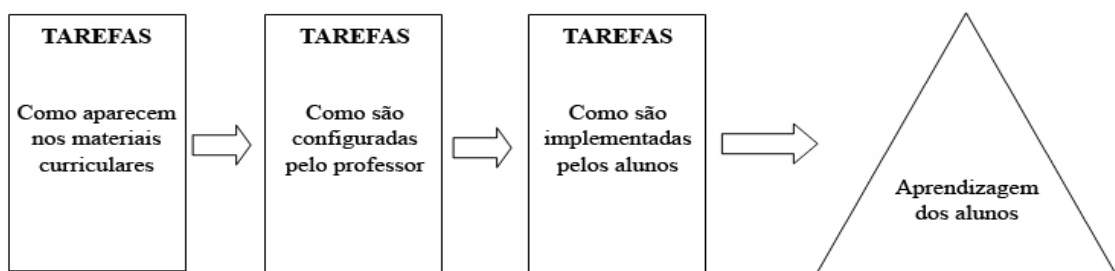 TAREFAS
Como aparecem
nos materiais
curriculares
TAREFAS
Como são
configuradas
pelo professor
TAREFAS
Como são
implementadas
pelos alunos
Aprendizagem
dos alunos